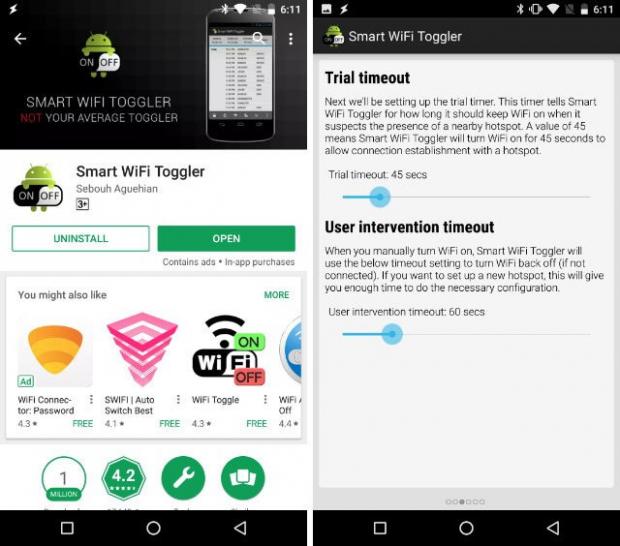 6:11
SMART WIFI TOGGLER
NOT YOUR AVERAGE TOGGLER
ON OFF
ON OFF
Smart WiFi Toggler
Sebouh Aguehian
3+
UNINSTALL
OPEN
Contains ads • In-app purchases
You might also like
MORE
Ad
WiFi Connec-
tor: Password
4.3★ FREE
SWIFI | Auto
Switch Best
4.1★ FREE
WiFi ON
OFF
WiFi Toggle
4.3★ FREE
WiFi A
Off
4.4★
1
MILLION
4.2
6:11
ON OFF
Smart WiFi Toggler
Trial timeout
Next we'll be setting up the trial timer. This timer tells Smart
WiFi Toggler for how long it should keep WiFi on when it
suspects the presence of a nearby hotspot. A value of 45
means Smart WiFi Toggler will turn WiFi on for 45 seconds to
allow connection establishment with a hotspot.
Trial timeout: 45 secs
User intervention timeout
When you manually turn WiFi on, Smart WiFi Toggler will
use the below timeout setting to turn WiFi back off (if not
connected). If you want to set up a new hotspot, this will give
you enough time to do the necessary configuration.
User intervention timeout: 60 secs